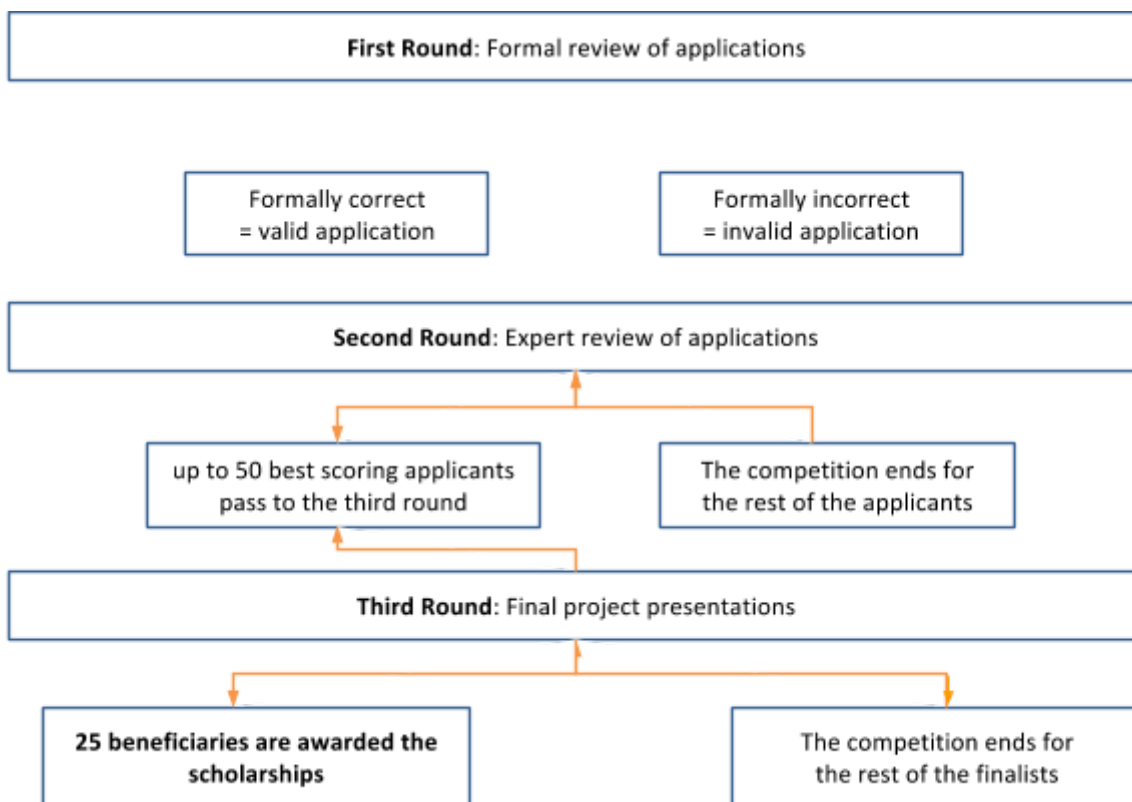 First Round: Formal review of applications
Formally correct
= valid application
Formally incorrect
= invalid application
Second Round: Expert review of applications
up to 50 best scoring applicants
pass to the third round
The competition ends for
the rest of the applicants
Third Round: Final project presentations
25 beneficiaries are awarded the
scholarships
The competition ends for
the rest of the finalists